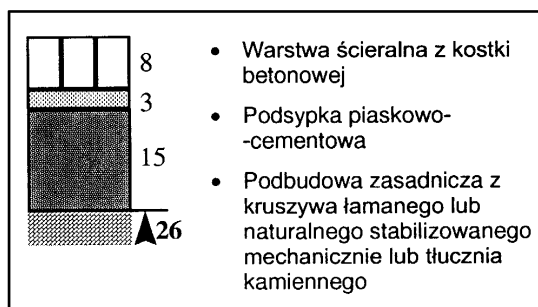 8
3
15
26
• Warstwa ścieralna z kostki
betonowej
• Podsypka piaskowo-
-cementowa
• Podbudowa zasadnicza z
kruszywa łamanego lub
naturalnego stabilizowanego
mechanicznie lub tłucznia
kamiennego